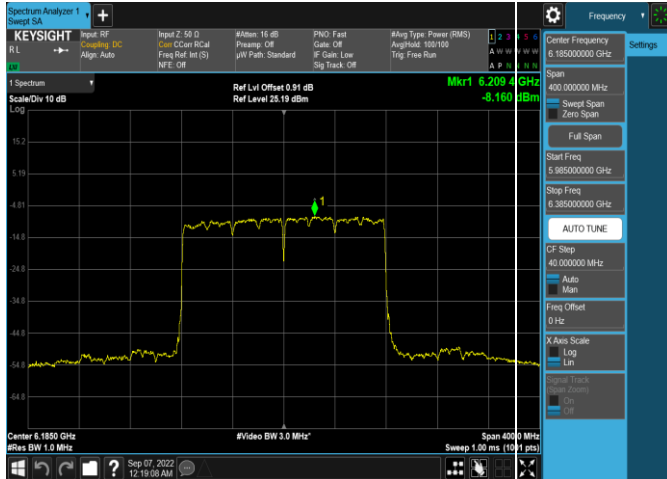 Spectrum Analyzer 1
Swept SA
+
Frequency
KEYSIGHT
RL
Input: RF
Coupling: DC
Align: Auto
Input Z: 50 Ω
Corr CCorr RCal
Freq Ref: Int (S)
NFE: Off
#Atten: 16 dB
Preamp: Off
µW Path: Standard
PNO: Fast
Gate: Off
IF Gain: Low
Sig Track: Off
#Avg Type: Power (RMS)
Avg|Hold: 100/100
Trig: Free Run
1 2 3 4 5 6
A W W W W W
A P N N N N
Settings
1 Spectrum
Scale/Div 10 dB
Log
Ref Lvl Offset 0.91 dB
Ref Level 25.19 dBm
Mkr1 6.209 4 GHz
-8.160 dBm
15.2
5.19
-4.81
-14.8
-24.8
-34.8
-44.8
-54.8
-64.8
1
Center 6.1850 GHz
#Res BW 1.0 MHz
#Video BW 3.0 MHz*
Span 400.0 MHz
Sweep 1.00 ms (1001 pts)
Center Frequency
6.185000000 GHz
Span
400.000000 MHz
Swept Span
Zero Span
Full Span
Start Freq
5.985000000 GHz
Stop Freq
6.385000000 GHz
AUTO TUNE
CF Step
40.000000 MHz
Auto
Man
Freq Offset
0 Hz
X Axis Scale
Log
Lin
Signal Track
(Span Zoom)
On
Off
?
Sep 07, 2022
12:19:08 AM